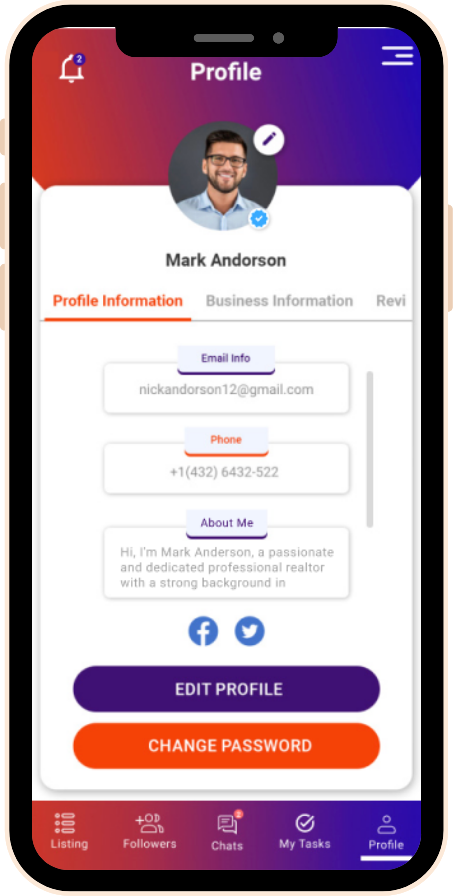 2
Profile
Mark Andorson
Profile Information Business Information Revi
Email Info
nickandorson12@gmail.com
Phone
+1(432) 6432-522
About Me
Hi, I'm Mark Anderson, a passionate
and dedicated professional realtor
with a strong background in
EDIT PROFILE
CHANGE PASSWORD
Listing Followers Chats My Tasks Profile